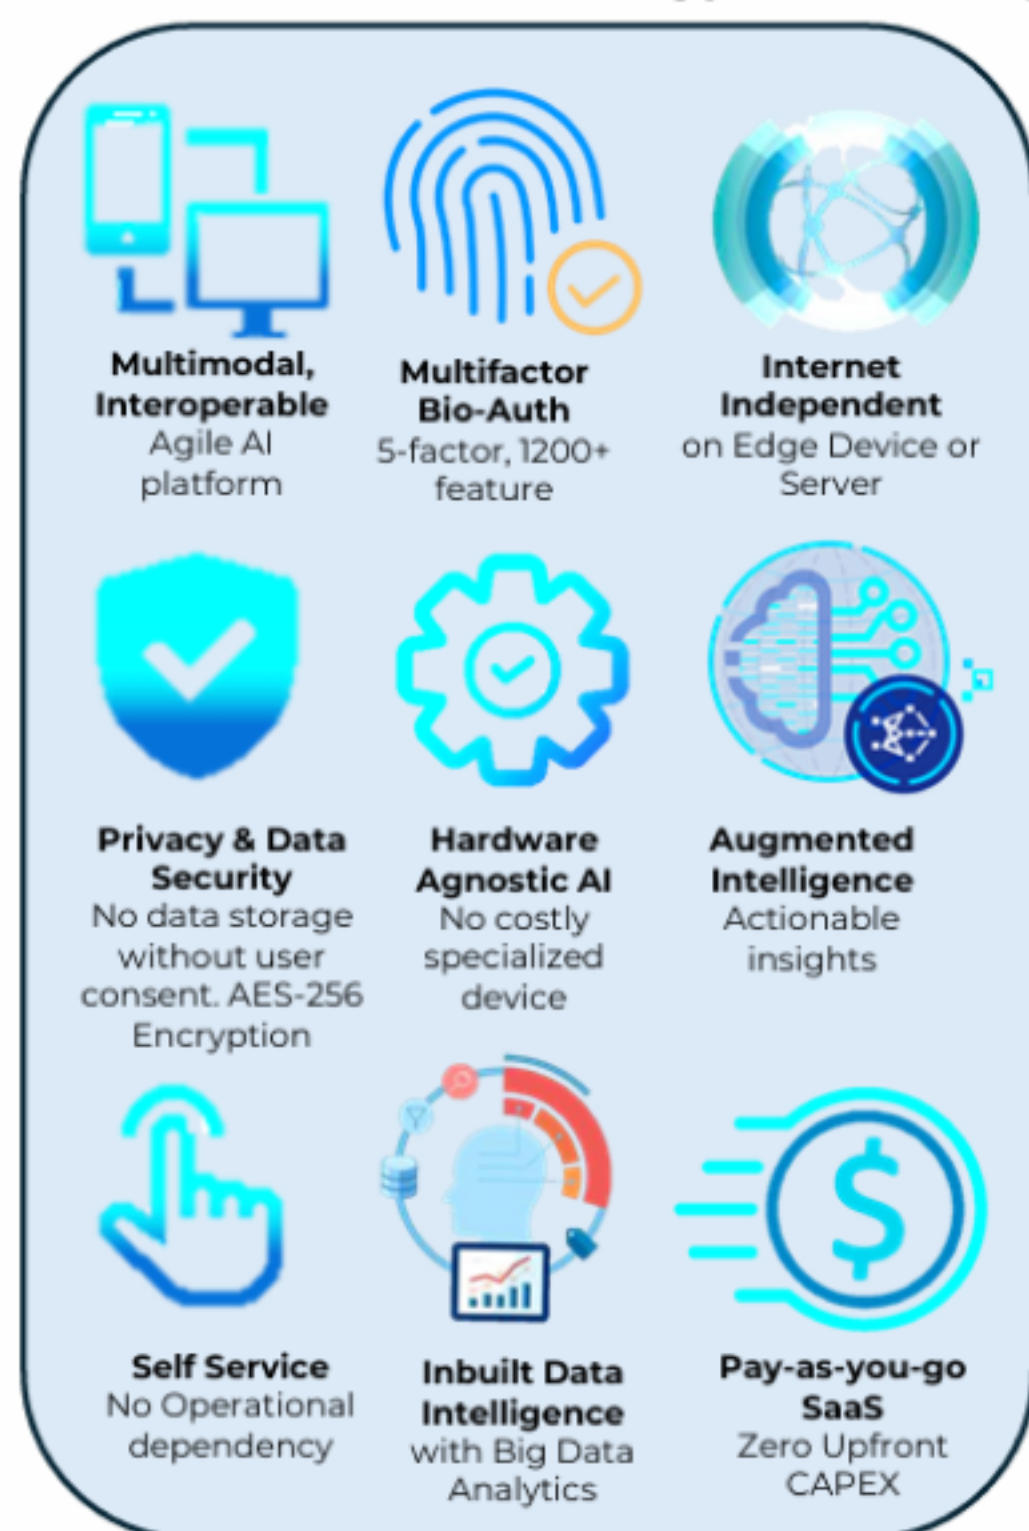 Multimodal,
Interoperable
Agile AI
platform
Multifactor
Bio-Auth
5-factor, 1200+
feature
Internet
Independent
on Edge Device or
Server
Privacy & Data
Security
No data storage
without user
consent. AES-256
Encryption
Hardware
Agnostic AI
No costly
specialized
device
Augmented
Intelligence
Actionable
insights
Self Service
No Operational
dependency
Inbuilt Data
Intelligence
with Big Data
Analytics
Pay-as-you-go
SaaS
Zero Upfront
CAPEX